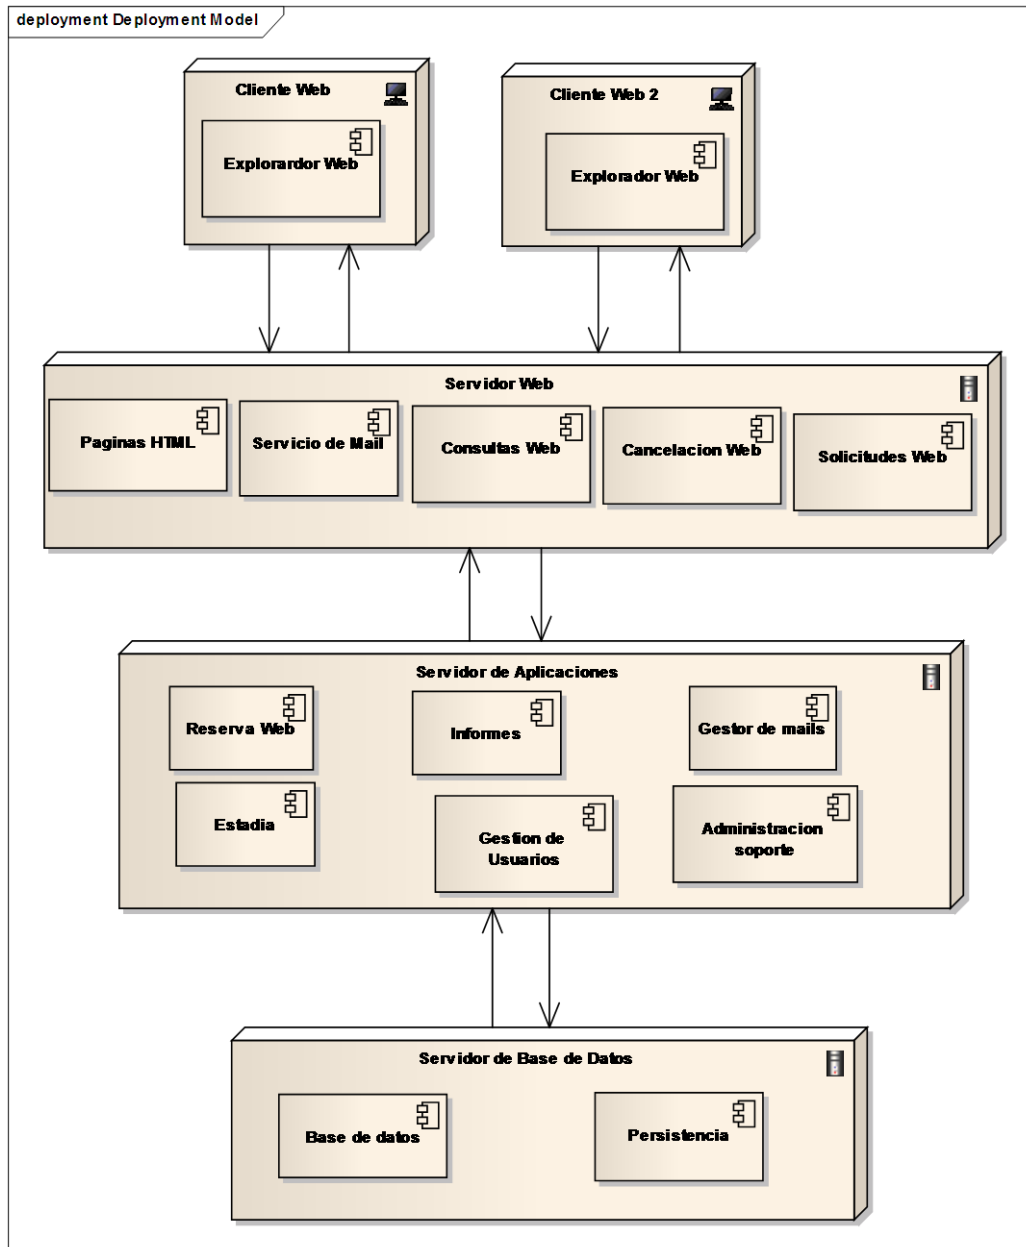 deployment Deployment Model
Cliente Web
Explorardor Web
Cliente Web 2
Explorador Web
Servidor Web
Paginas HTML
Servicio de Mail
Consultas Web
Cancelacion Web
Solicitudes Web
Servidor de Aplicaciones
Reserva Web
Informes
Gestor de mails
Estadia
Gestion de
Usuarios
Administracion
soporte
Servidor de Base de Datos
Base de datos
Persistencia